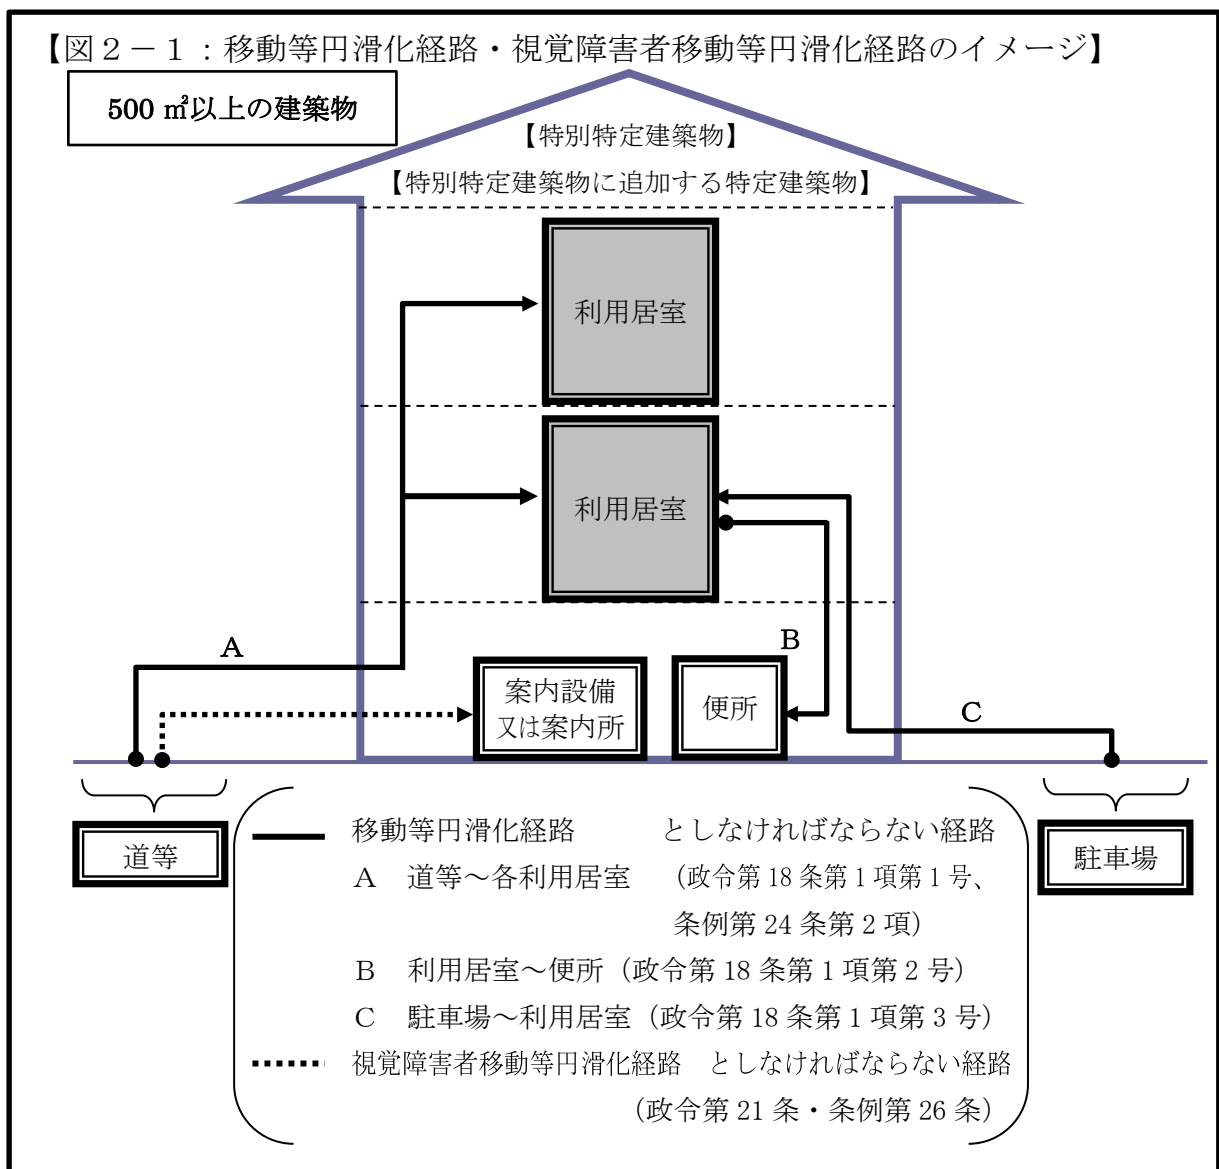 【図２－１：移動等円滑化経路・視覚障害者移動等円滑化経路のイメージ】
500 ㎡以上の建築物
【特別特定建築物】
【特別特定建築物に追加する特定建築物】
利用居室
利用居室
A
B
C
案内設備
又は案内所
便所
道等
駐車場
移動等円滑化経路 としなければならない経路
Ａ 道等～各利用居室 （政令第 18 条第１項第１号、
条例第 24 条第２項）
Ｂ 利用居室～便所（政令第 18 条第１項第２号）
Ｃ 駐車場～利用居室（政令第 18 条第１項第３号）
視覚障害者移動等円滑化経路 としなければならない経路
（政令第 21 条・条例第 26 条）